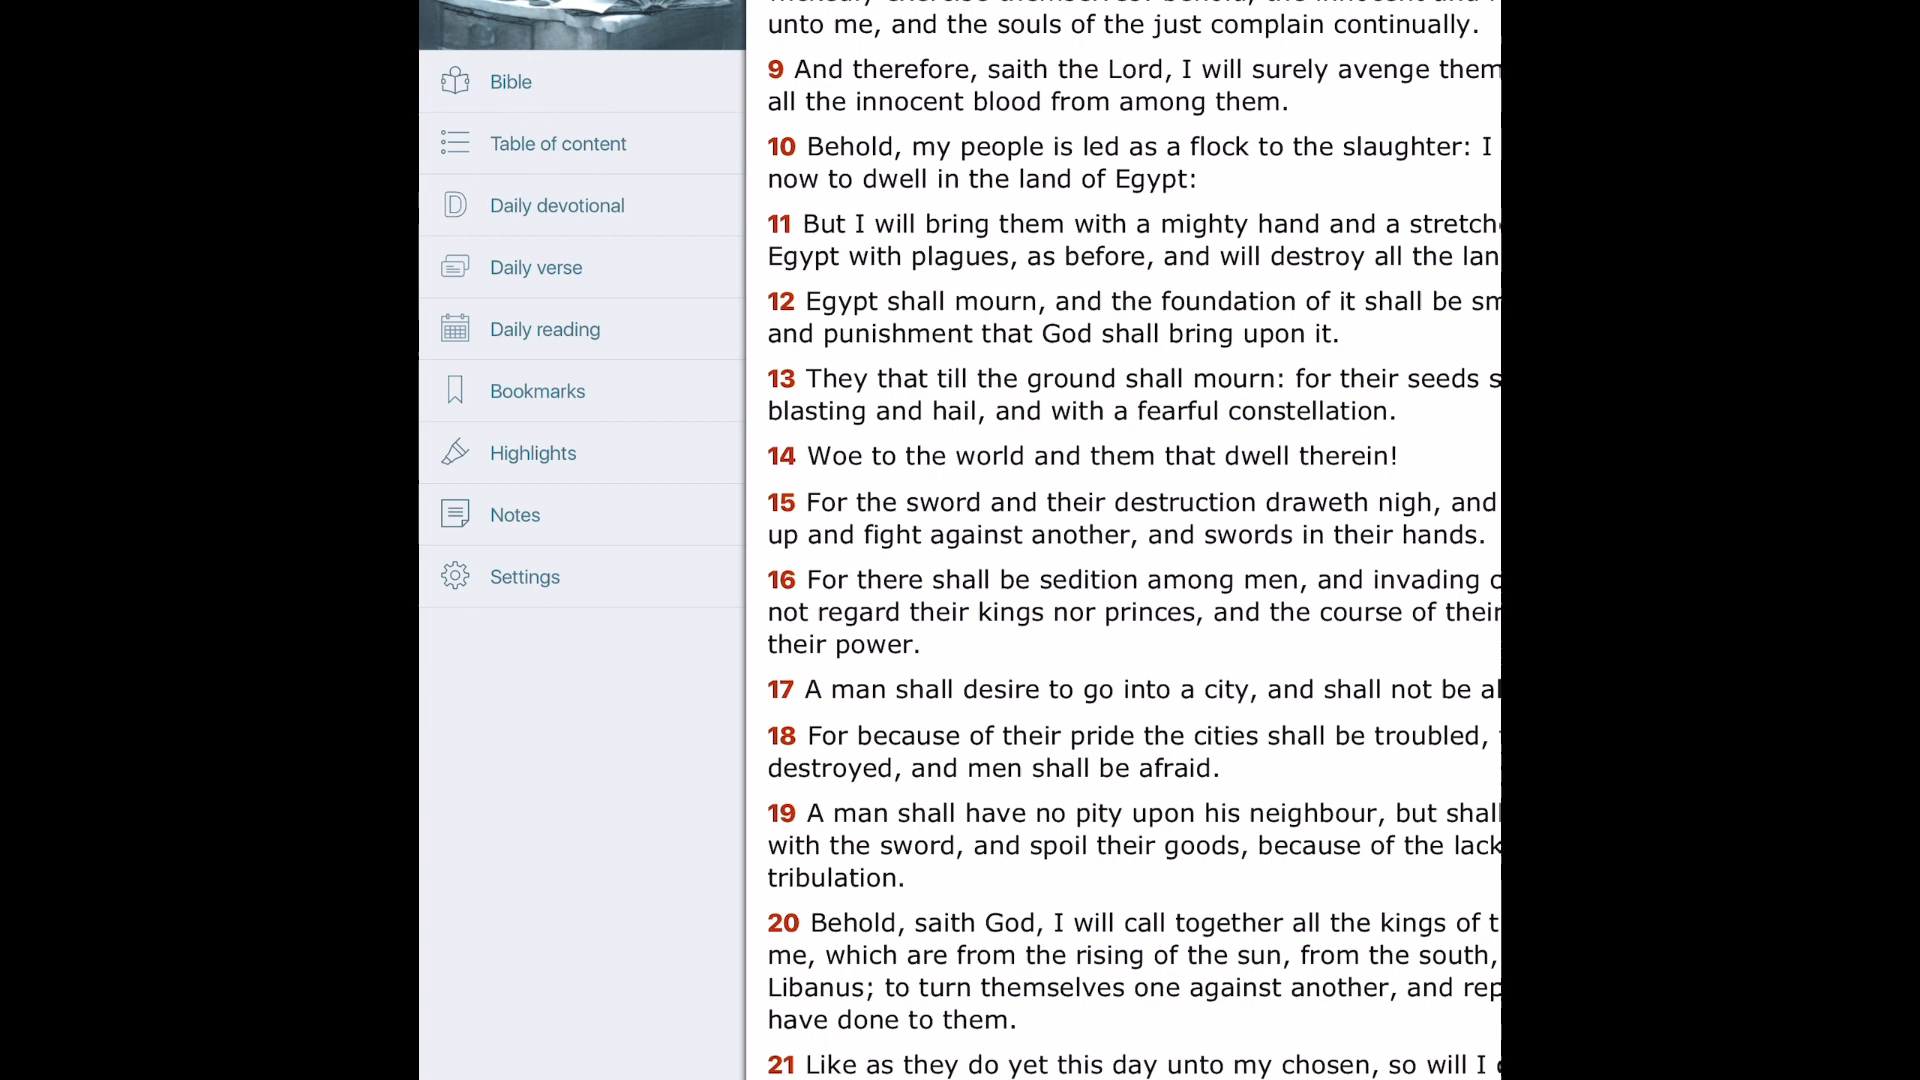 Bible
Table of content
Daily devotional
Daily verse
Daily reading
Bookmarks
Highlights
Notes
Settings
unto me, and the souls of the just complain continually.
9 And therefore, saith the Lord, I will surely avenge them
all the innocent blood from among them.
10 Behold, my people is led as a flock to the slaughter: I
now to dwell in the land of Egypt:
11 But I will bring them with a mighty hand and a
Egypt with plagues, as before, and will destroy all the
12 Egypt shall mourn, and the foundation of it shall be
and punishment that God shall bring upon it.
13 They that till the ground shall mourn: for their seeds
blasting and hail, and with a fearful constellation.
14 Woe to the world and them that dwell therein!
15 For the sword and their destruction draweth nigh, and
up and fight against another, and swords in their hands.
16 For there shall be sedition among men, and invading
not regard their kings nor princes, and the course of their
their power.
17 A man shall desire to go into a city, and shall not be
18 For because of their pride the cities shall be troubled,
destroyed, and men shall be afraid.
19 A man shall have no pity upon his neighbour, but shall
with the sword, and spoil their goods, because of the lack
tribulation.
20 Behold, saith God, I will call together all the kings of
me, which are from the rising of the sun, from the south,
Libanus; to turn themselves one against another, and
have done to them.
21 Like as they do yet this day unto my chosen, so will I